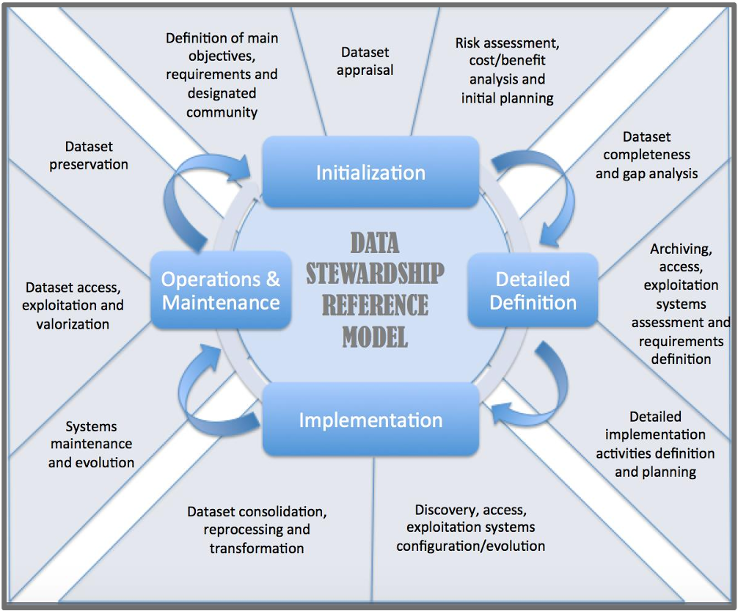 Definition of main
objectives,
requirements and
designated
community
Dataset
appraisal
Risk assessment,
cost/benefit
analysis and
initial planning
Dataset
preservation
Initialization
Dataset
completeness
and gap analysis
DATA
STEWARDSHIP
REFERENCE
MODEL
Operations &
Maintenance
Detailed
Definition
Archiving,
access,
exploitation
systems
assessment and
requirements
definition
Dataset access,
exploitation and
valorization
Implementation
Systems
maintenance
and evolution
Detailed
implementation
activities definition
and planning
Dataset consolidation,
reprocessing and
transformation
Discovery, access,
exploitation systems
configuration/evolution